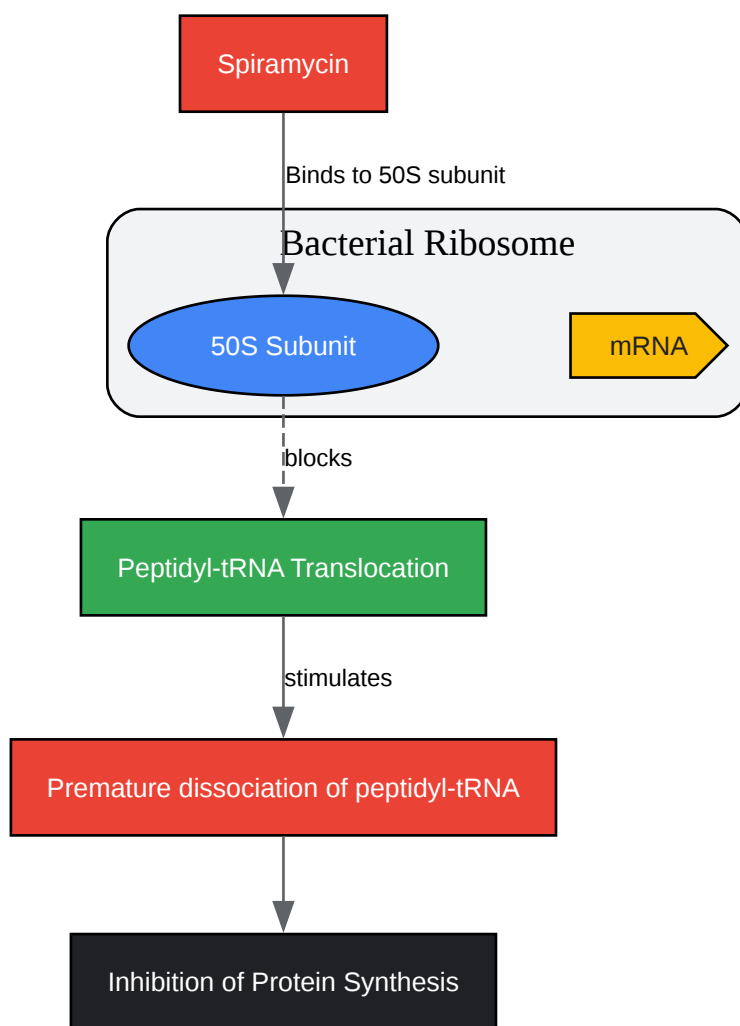 Spiramycin
Binds to 50S subunit
Bacterial Ribosome
50S Subunit
mRNA
blocks
Peptidyl-tRNA Translocation
stimulates
Premature dissociation of peptidyl-tRNA
Inhibition of Protein Synthesis